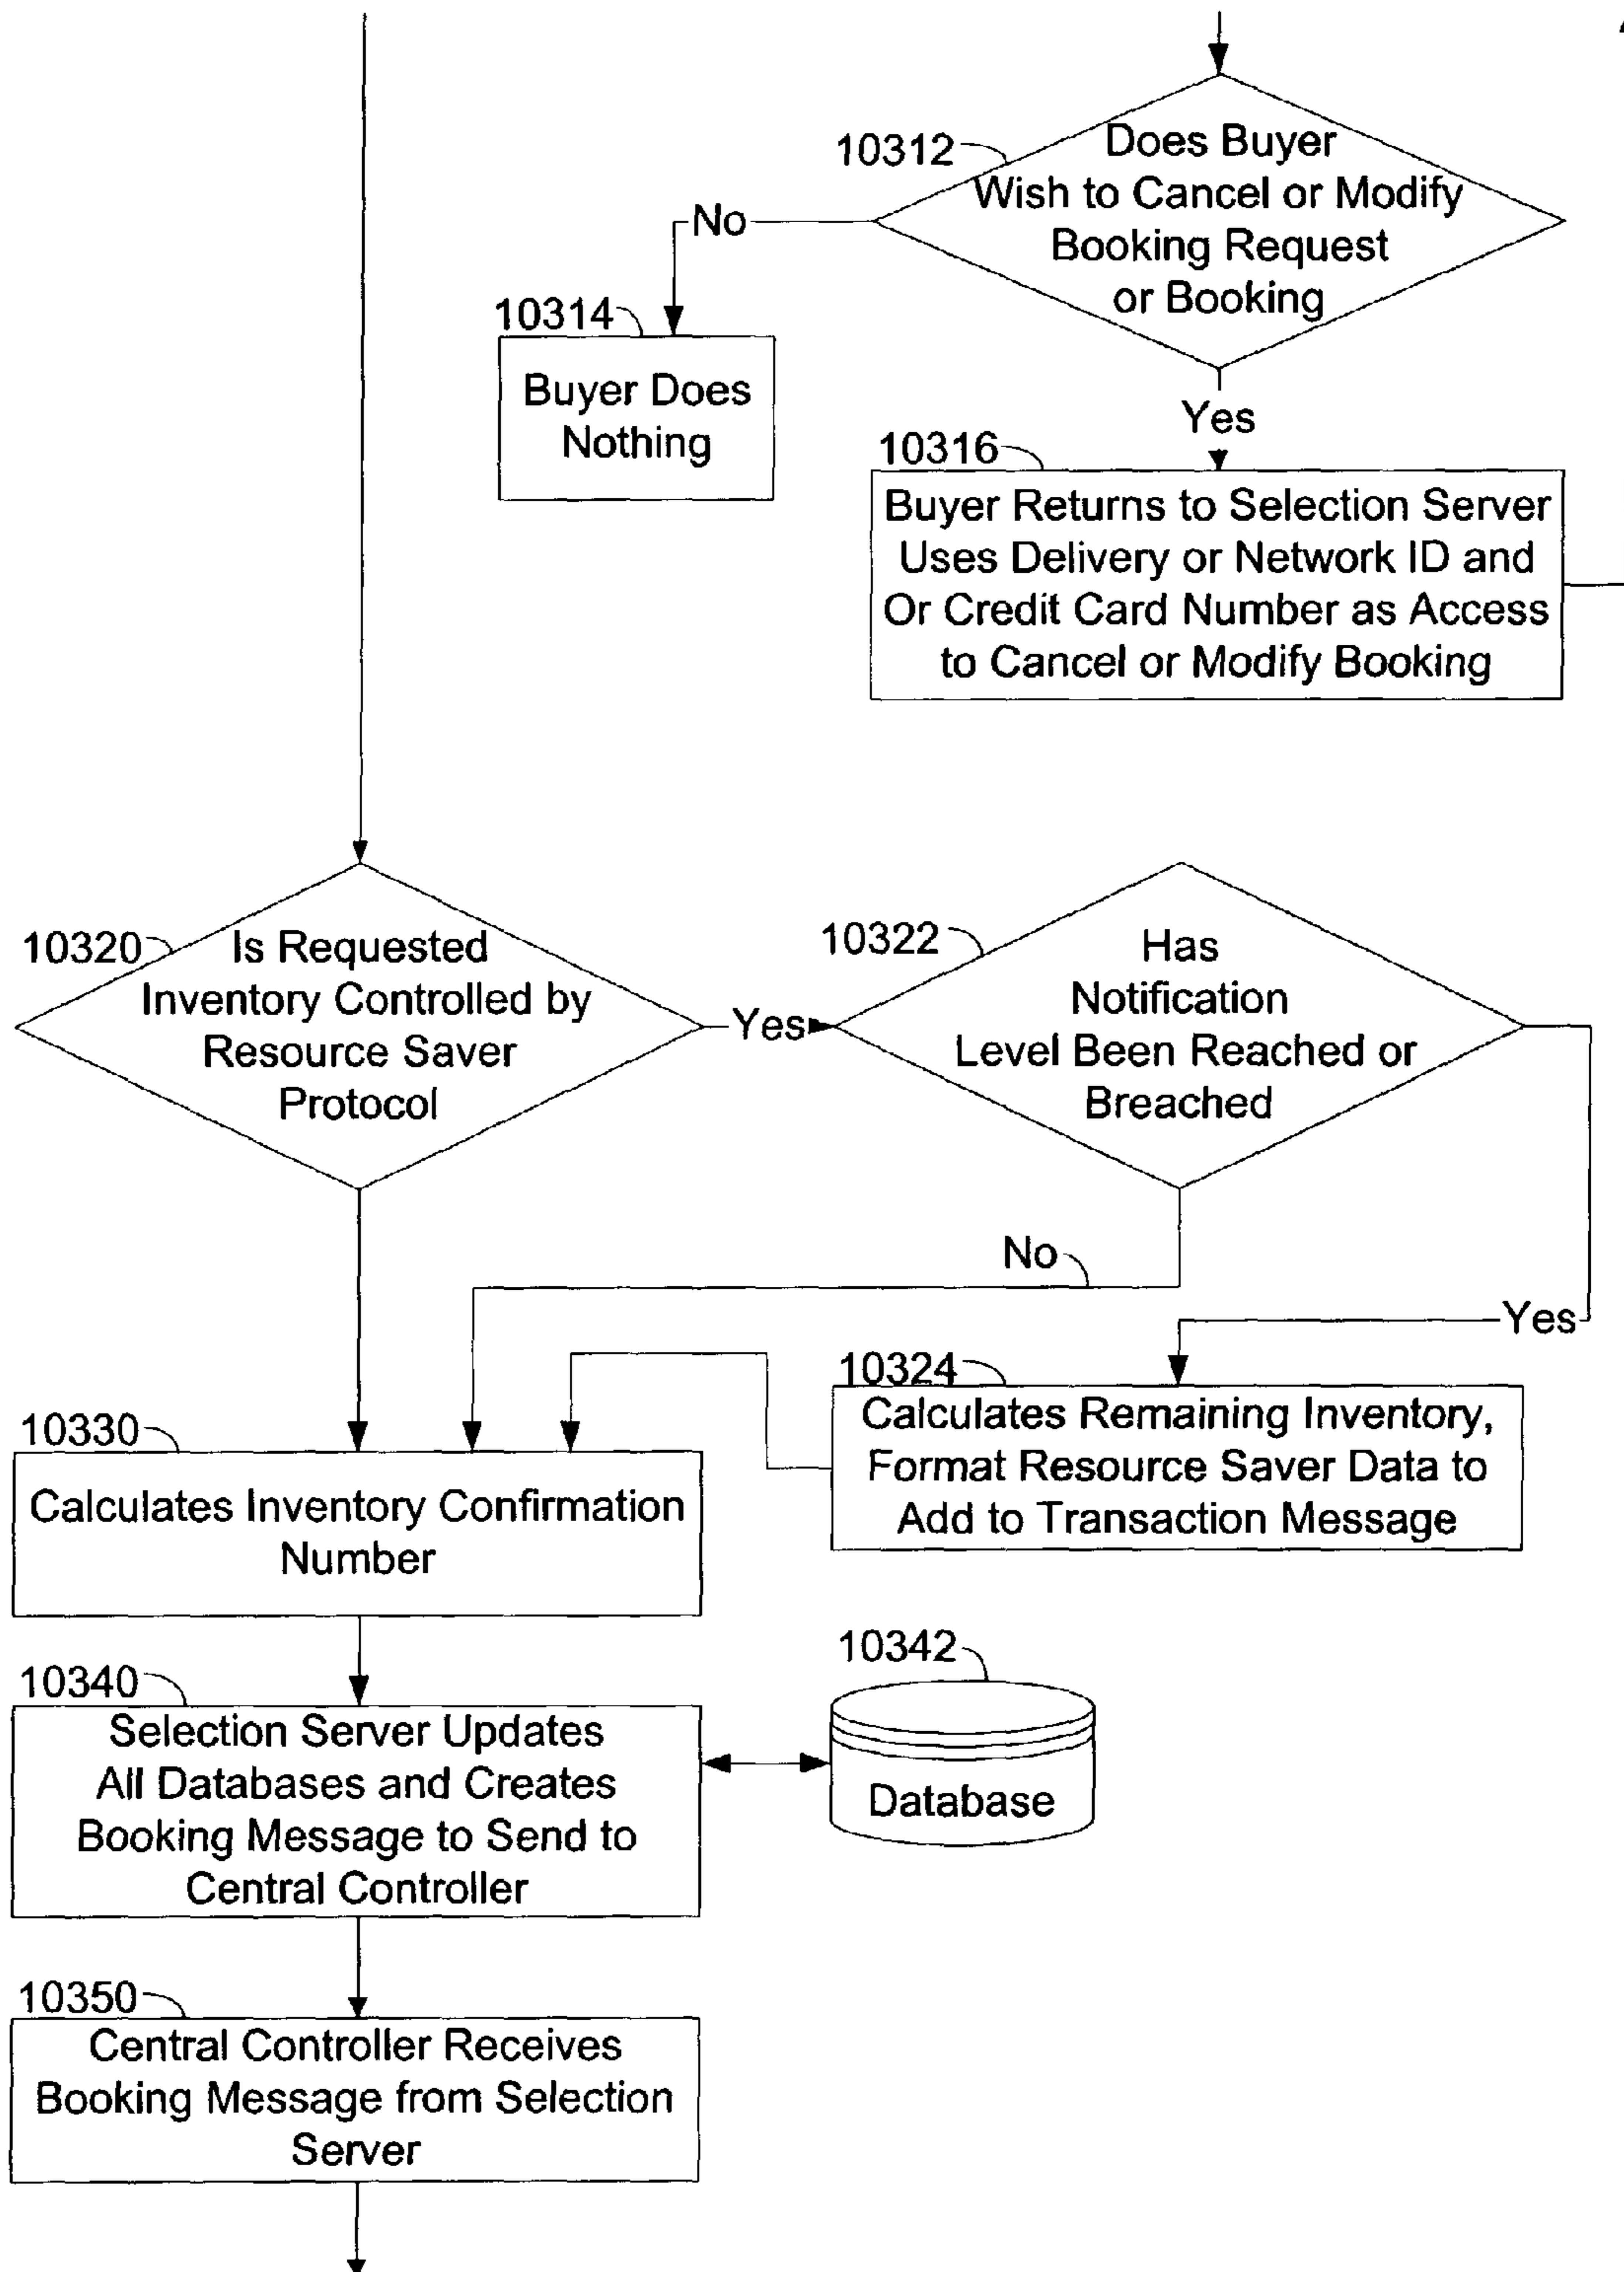 10312
Does Buyer
Wish to Cancel or Modify
Booking Request
or Booking
No
10314
Buyer Does
Nothing
Yes
10316
Buyer Returns to Selection Server
Uses Delivery or Network ID and
Or Credit Card Number as Access
to Cancel or Modify Booking
10320
Is Requested
Inventory Controlled by
Resource Saver
Protocol
Yes
10322
Has
Notification
Level Been Reached or
Breached
No
Yes
10324
Calculates Remaining Inventory,
Format Resource Saver Data to
Add to Transaction Message
10330
Calculates Inventory Confirmation
Number
10340
Selection Server Updates
All Databases and Creates
Booking Message to Send to
Central Controller
10342
Database
10350
Central Controller Receives
Booking Message from Selection
Server